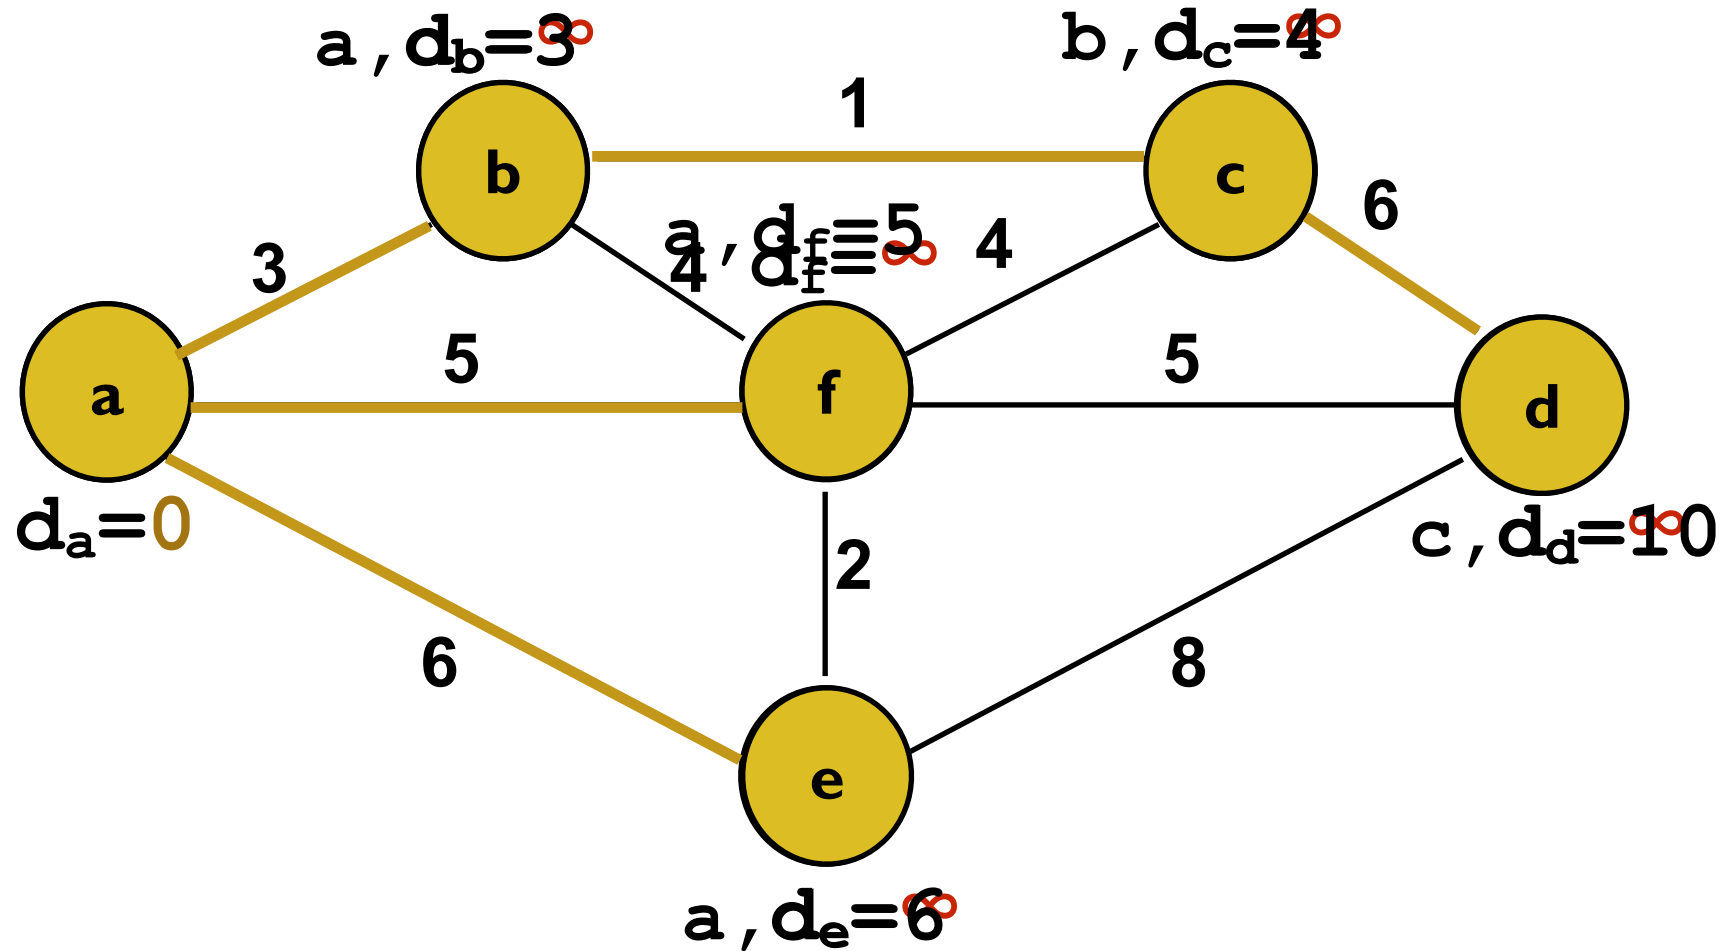 a,db=3∞
b,dc=4∞
1
b
c
6
a,df=5
4
df=∞
4
3
5
5
a
f
d
da=0
c,dd=10∞
2
6
8
e
a,de=6∞